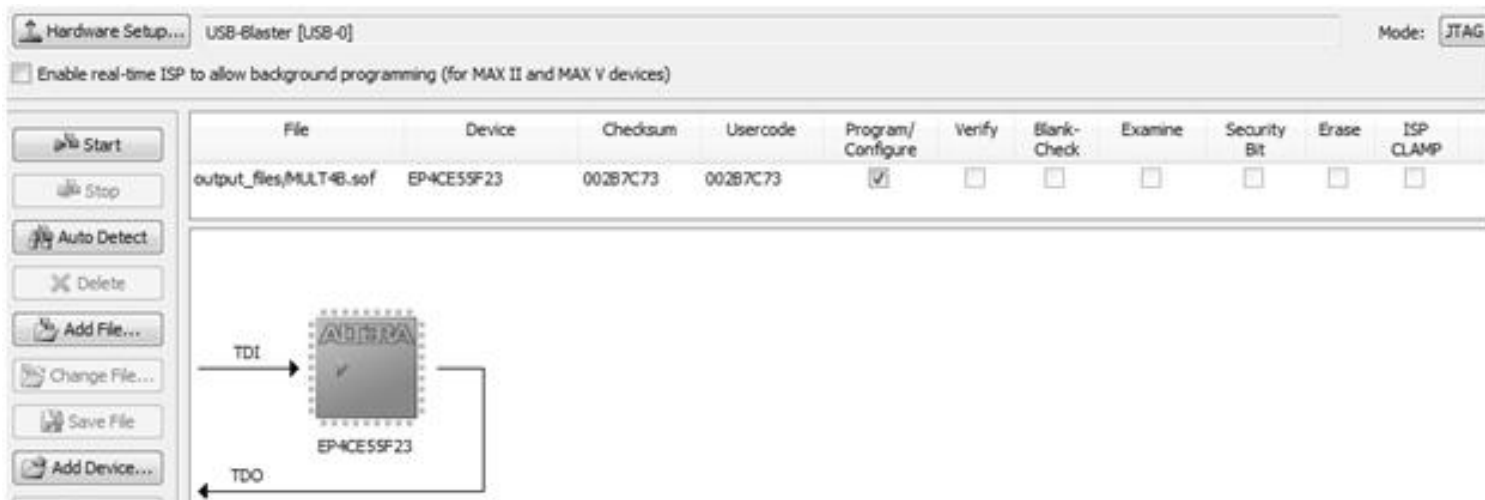 Hardware Setup... USB-Blaster [USB-0] Mode: JTAG
Enable real-time ISP to allow background programming (for MAX II and MAX V devices)
Start
Stop
Auto Detect
Delete
Add File...
Change File...
Save File
Add Device...
File Device Checksum Usercode Program/ Verify Blank- Examine Security Erase ISP
Configure Check Bit CLAMP
output_files/MULT4B.sof EP4CE55F23 002B7C73 002B7C73
ALTERA
TDI
EP4CE55F23
TDO